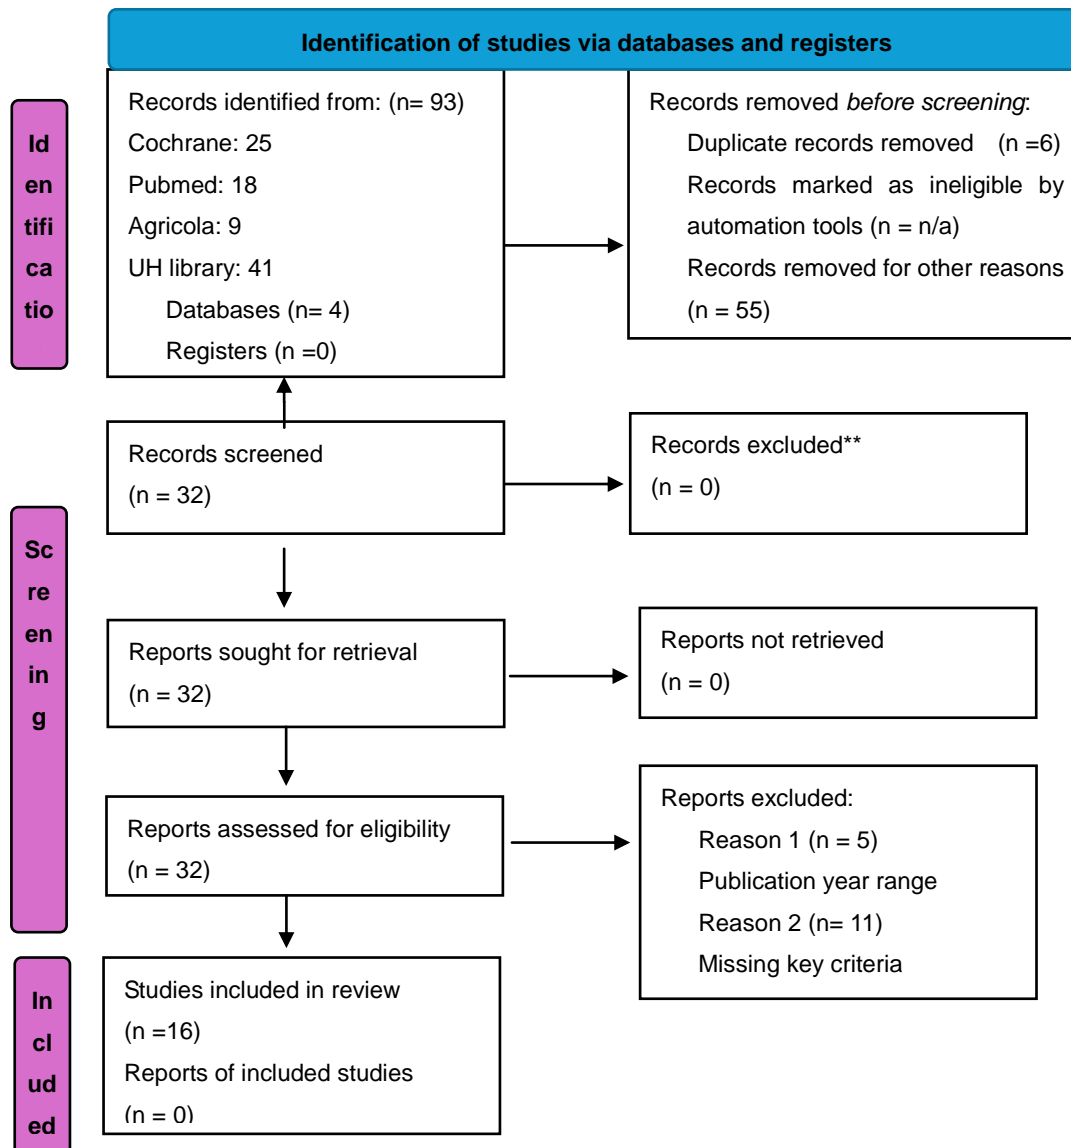 Identification of studies via databases and registers
Id
en
tifi
ca
tio
Records identified from: (n= 93)
Cochrane: 25
Pubmed: 18
Agricola: 9
UH library: 41
Databases (n= 4)
Registers (n =0)
Records removed before screening:
Duplicate records removed (n =6)
Records marked as ineligible by
automation tools (n = n/a)
Records removed for other reasons
(n = 55)
Sc
re
en
in
g
Records screened
(n = 32)
Records excluded**
(n = 0)
Reports sought for retrieval
(n = 32)
Reports not retrieved
(n = 0)
Reports assessed for eligibility
(n = 32)
Reports excluded:
Reason 1 (n = 5)
Publication year range
Reason 2 (n= 11)
Missing key criteria
In
cl
ud
ed
Studies included in review
(n =16)
Reports of included studies
(n = 0)